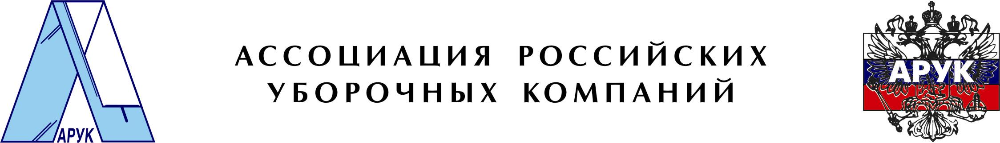 АРУК
АССОЦИАЦИЯ РОССИЙСКИХ
УБОРОЧНЫХ КОМПАНИЙ
АРУК